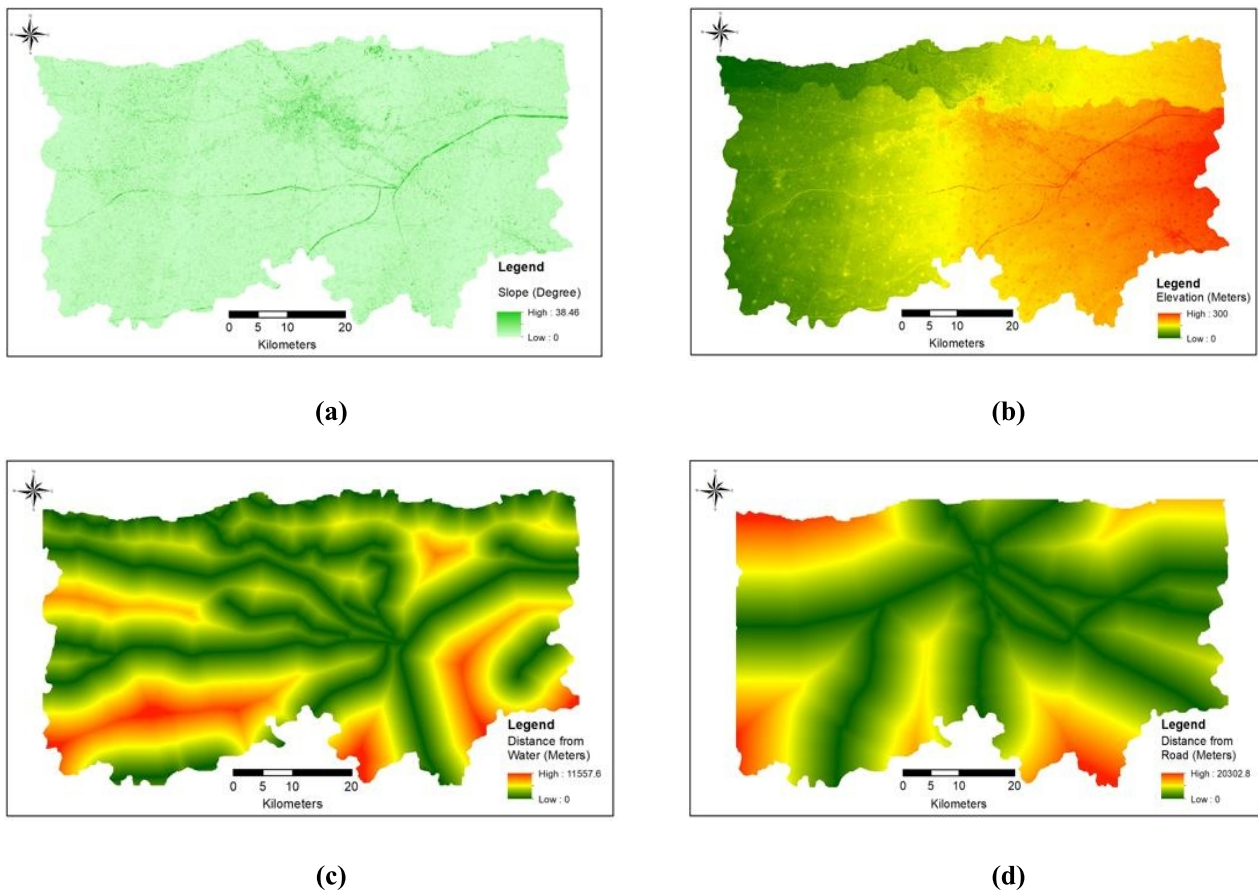 Legend
Slope (Degree)
High : 38.46
Low : 0
0 5 10 20
Kilometers
(a)
Legend
Elevation (Meters)
High : 300
Low : 0
0 5 10 20
Kilometers
(b)
Legend
Distance from
Water (Meters)
High : 11557.6
Low : 0
0 5 10 20
Kilometers
(c)
Legend
Distance from
Road (Meters)
High : 20302.8
Low : 0
0 5 10 20
Kilometers
(d)